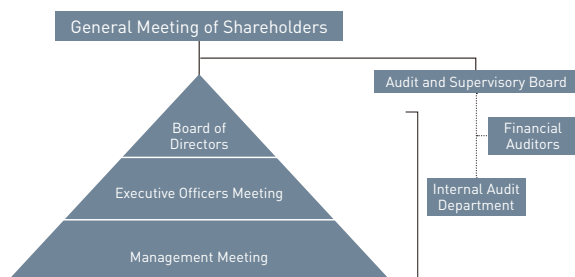 General Meeting of Shareholders
Audit and Supervisory Board
Board of
Directors
Financial
Auditors
Executive Officers Meeting
Internal Audit
Department
Management Meeting